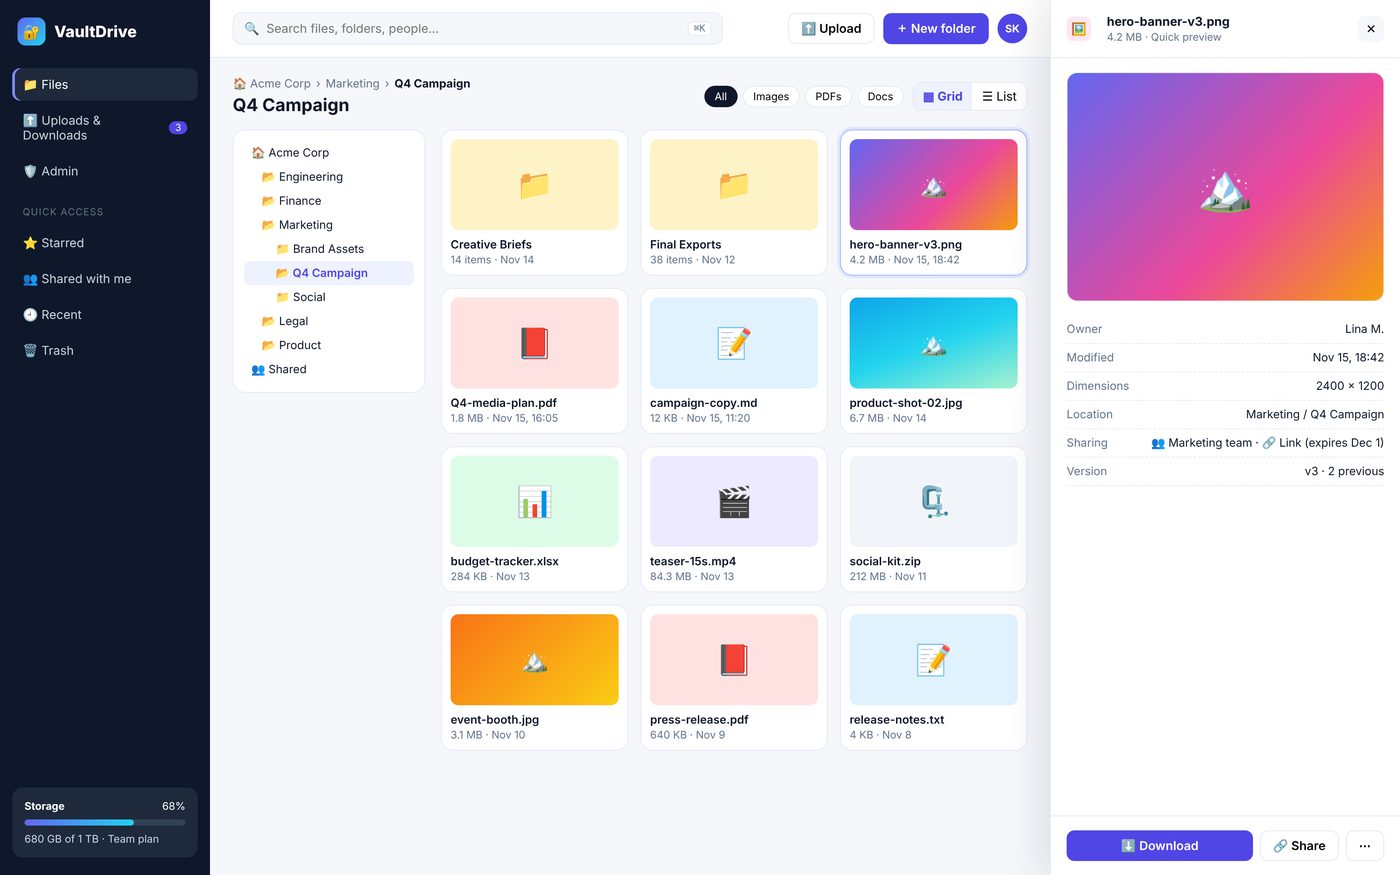 VaultDrive
Files
Uploads &
Downloads
3
Admin
QUICK ACCESS
Starred
Shared with me
Recent
Trash
Storage 68%
680 GB of 1 TB · Team plan
Search files, folders, people... ⌘K
Upload
+ New folder
SK
Acme Corp › Marketing › Q4 Campaign
Q4 Campaign
All Images PDFs Docs
Grid List
Acme Corp
Engineering
Finance
Marketing
Brand Assets
Q4 Campaign
Social
Legal
Product
Shared
Creative Briefs
14 items · Nov 14
Final Exports
38 items · Nov 12
hero-banner-v3.png
4.2 MB · Nov 15, 18:42
Q4-media-plan.pdf
1.8 MB · Nov 15, 16:05
campaign-copy.md
12 KB · Nov 15, 11:20
product-shot-02.jpg
6.7 MB · Nov 14
budget-tracker.xlsx
284 KB · Nov 13
teaser-15s.mp4
84.3 MB · Nov 13
social-kit.zip
212 MB · Nov 11
event-booth.jpg
3.1 MB · Nov 10
press-release.pdf
640 KB · Nov 9
release-notes.txt
4 KB · Nov 8
hero-banner-v3.png
4.2 MB · Quick preview
Owner Lina M.
Modified Nov 15, 18:42
Dimensions 2400 × 1200
Location Marketing / Q4 Campaign
Sharing Marketing team · Link (expires Dec 1)
Version v3 · 2 previous
Download
Share
⋯